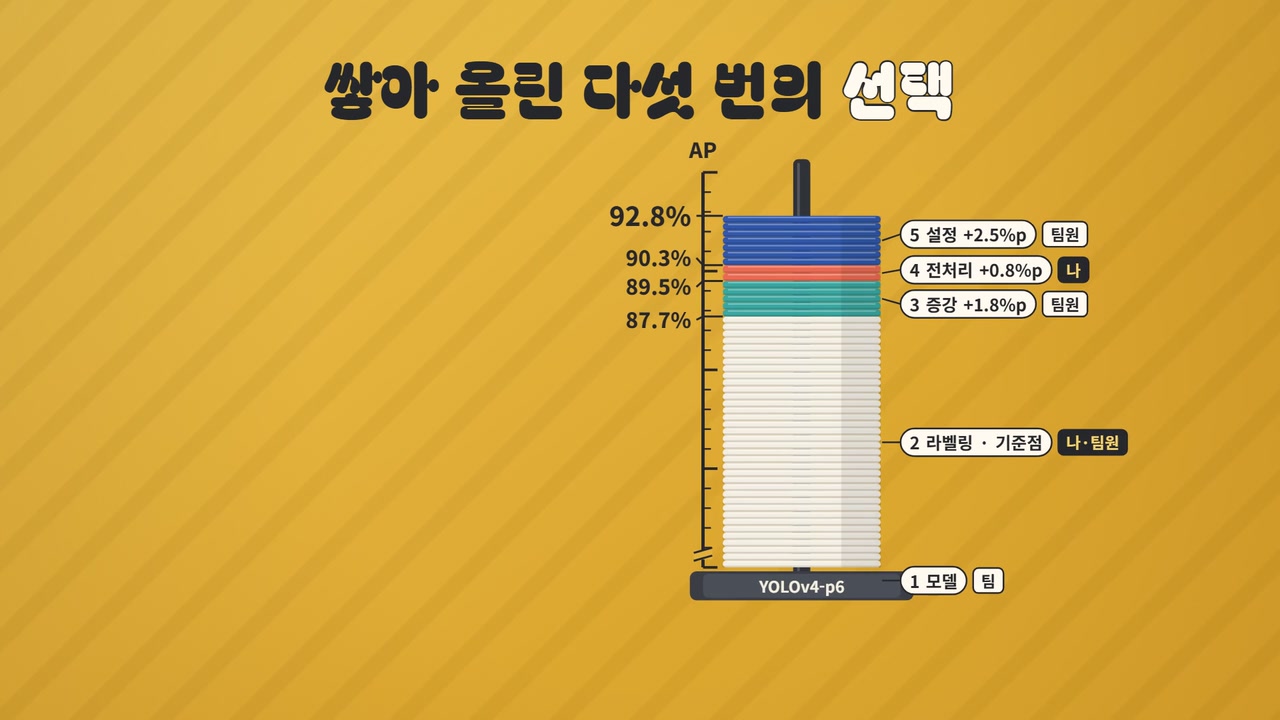 쌓아 올린 다섯 번의 선택
AP
92.8%
90.3%
89.5%
87.7%
5 설정 +2.5%p 팀원
4 전처리 +0.8%p 나
3 증강 +1.8%p 팀원
2 라벨링 · 기준점 나·팀원
1 모델 팀
YOLOv4-p6